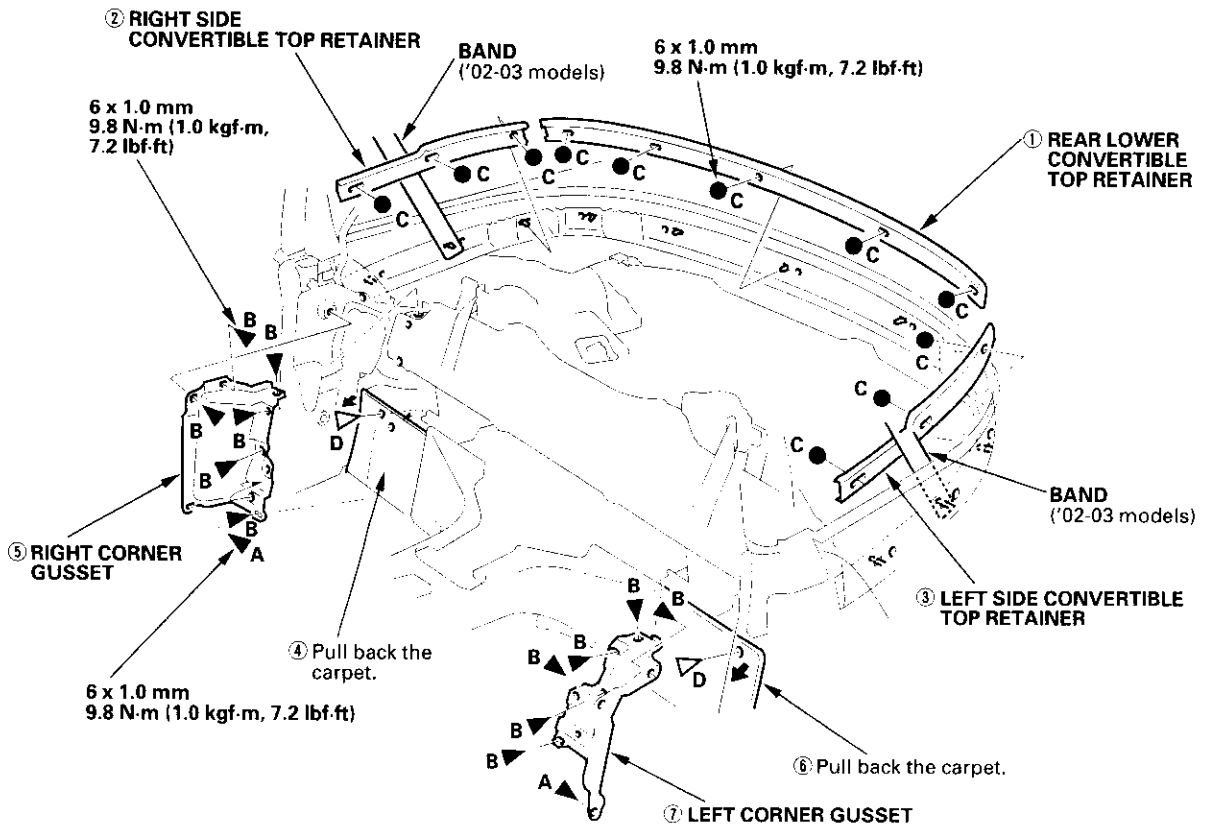 ② RIGHT SIDE
CONVERTIBLE TOP RETAINER
BAND
('02-03 models)
6 x 1.0 mm
9.8 N·m (1.0 kgf·m, 7.2 lbf·ft)
6 x 1.0 mm
9.8 N·m (1.0 kgf·m,
7.2 lbf·ft)
① REAR LOWER
CONVERTIBLE
TOP RETAINER
C
C
C
C
C
C
C
C
C
C
C
B
B
B
B
B
B
A
D
BAND
('02-03 models)
⑤ RIGHT CORNER
GUSSET
③ LEFT SIDE CONVERTIBLE
TOP RETAINER
④ Pull back the
carpet.
6 x 1.0 mm
9.8 N·m (1.0 kgf·m, 7.2 lbf·ft)
B
B
B
B
B
B
A
D
⑥ Pull back the carpet.
⑦ LEFT CORNER GUSSET